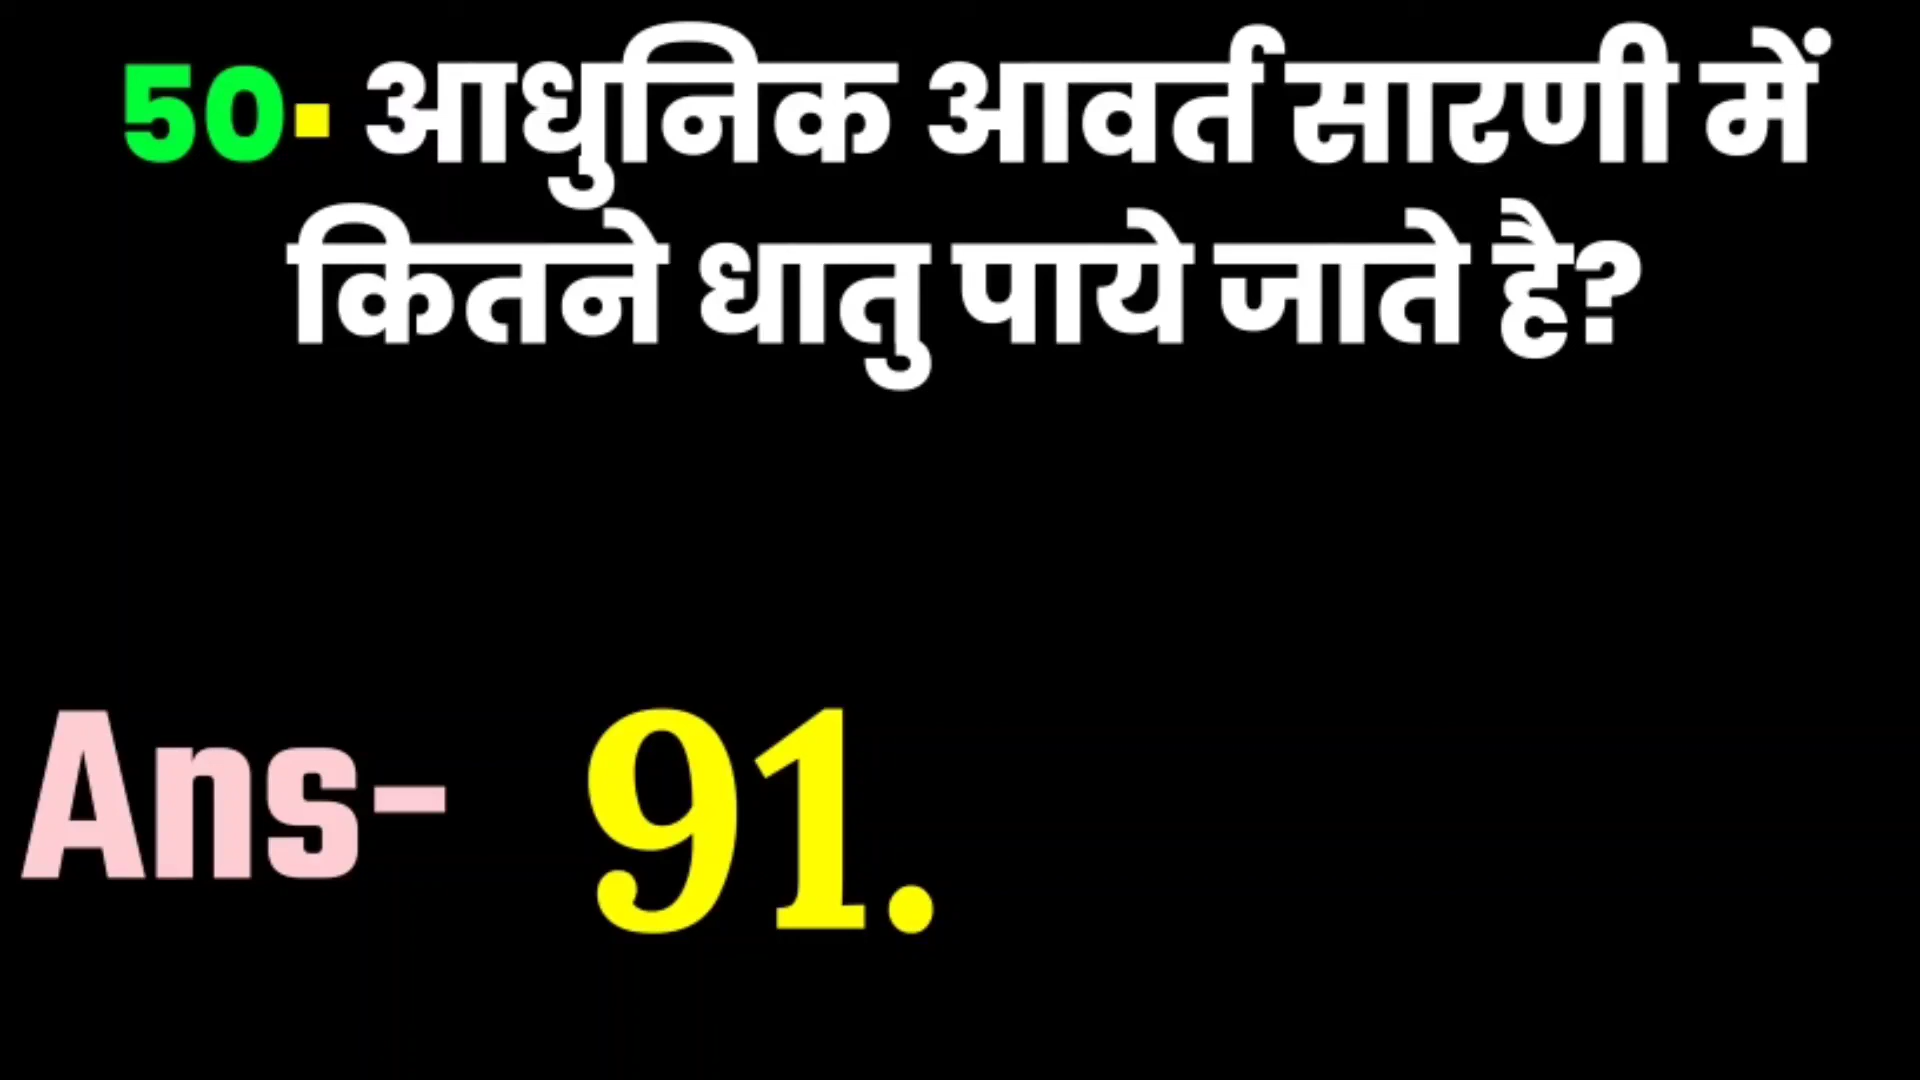 50. आधुनिक आवर्त सारणी में
कितने धातु पाये जाते है?
Ans- 91.